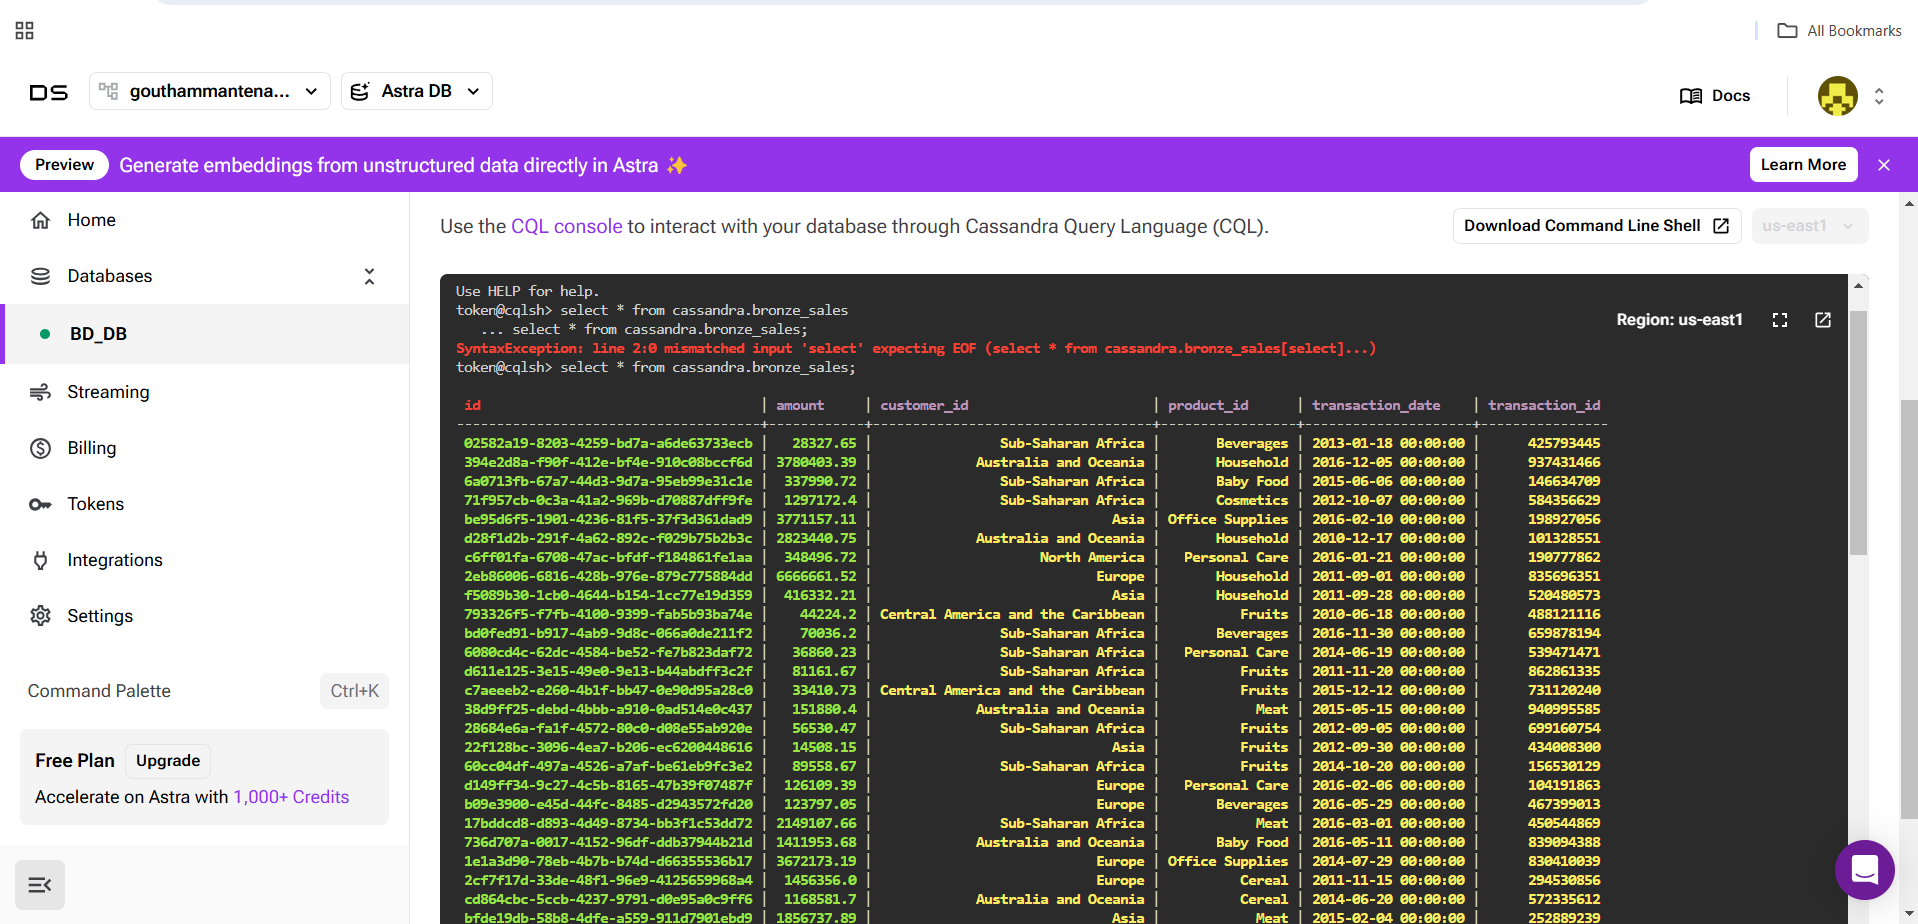 All Bookmarks
DS gouthammantena... Astra DB Docs
Preview Generate embeddings from unstructured data directly in Astra ✨ Learn More
Home
Databases
BD_DB
Streaming
Billing
Tokens
Integrations
Settings
Command Palette Ctrl+K
Free Plan Upgrade
Accelerate on Astra with 1,000+ Credits
Use the CQL console to interact with your database through Cassandra Query Language (CQL).
Download Command Line Shell us-east1
Region: us-east1
Use HELP for help.
token@cqlsh> select * from cassandra.bronze_sales
... select * from cassandra.bronze_sales;
SyntaxException: line 2:0 mismatched input 'select' expecting EOF (select * from cassandra.bronze_sales[select]...)
token@cqlsh> select * from cassandra.bronze_sales;
id | amount | customer_id | product_id | transaction_date | transaction_id
02582a19-8203-4259-bd7a-a6de63733ecb | 28327.65 | Sub-Saharan Africa | Beverages | 2013-01-18 00:00:00 | 425793445
394e2d8a-f90f-412e-bf4e-910c08bccf6d | 3780403.39 | Australia and Oceania | Household | 2016-12-05 00:00:00 | 937431466
6a0713fb-67a7-44d3-9d7a-95eb99e31c1e | 337990.72 | Sub-Saharan Africa | Baby Food | 2015-06-06 00:00:00 | 146634709
71f957cb-0c3a-41a2-969b-d70887dff9fe | 1297172.4 | Sub-Saharan Africa | Cosmetics | 2012-10-07 00:00:00 | 584356629
be95d6f5-1901-4236-81f5-37f3d361dad9 | 3771157.11 | Asia | Office Supplies | 2016-02-10 00:00:00 | 198927056
d28f1d2b-291f-4a62-892c-f029b75b2b3c | 2823440.75 | Australia and Oceania | Household | 2010-12-17 00:00:00 | 101328551
c6ff01fa-6708-47ac-bfdf-f184861fe1aa | 348496.72 | North America | Personal Care | 2016-01-21 00:00:00 | 190777862
2eb86006-6816-428b-976e-879c775884dd | 6666661.52 | Europe | Household | 2011-09-01 00:00:00 | 835696351
f5089b30-1cb0-4644-b154-1cc77e19d359 | 416332.21 | Asia | Household | 2011-09-28 00:00:00 | 520480573
793326f5-f7fb-4100-9399-fab5b93ba74e | 44224.2 | Central America and the Caribbean | Fruits | 2010-06-18 00:00:00 | 488121116
bd0fed91-b917-4ab9-9d8c-066a0de211f2 | 70036.2 | Sub-Saharan Africa | Beverages | 2016-11-30 00:00:00 | 659878194
6080cd4c-62dc-4584-be52-fe7b823daf72 | 36860.23 | Sub-Saharan Africa | Personal Care | 2014-06-19 00:00:00 | 539471471
d611e125-3e15-49e0-9e13-b44abdff3c2f | 81161.67 | Sub-Saharan Africa | Fruits | 2011-11-20 00:00:00 | 862861335
c7aeeeb2-e260-4b1f-bb47-0e90d95a28c0 | 33410.73 | Central America and the Caribbean | Fruits | 2015-12-12 00:00:00 | 731120240
38d9ff25-debd-4bbb-a910-0ad514e0c437 | 151880.4 | Australia and Oceania | Meat | 2015-05-15 00:00:00 | 940995585
28684e6a-fa1f-4572-80c0-d08e55ab920e | 56530.47 | Sub-Saharan Africa | Fruits | 2012-09-05 00:00:00 | 699160754
22f128bc-3096-4ea7-b206-ec6200448616 | 14508.15 | Asia | Fruits | 2012-09-30 00:00:00 | 434008300
60cc04df-497a-4526-a7af-be61eb9fc3e2 | 89558.67 | Sub-Saharan Africa | Fruits | 2014-10-20 00:00:00 | 156530129
d149ff34-9c27-4c5b-8165-47b39f07487f | 126109.39 | Europe | Personal Care | 2016-02-06 00:00:00 | 104191863
b09e3900-e45d-44fc-8485-d2943572fd20 | 123797.05 | Europe | Beverages | 2016-05-29 00:00:00 | 467399013
17bddcd8-d893-4d49-8734-bb3f1c53dd72 | 2149107.66 | Sub-Saharan Africa | Meat | 2016-03-01 00:00:00 | 450544869
736d707a-0017-4152-96df-ddb37944b21d | 1411953.68 | Australia and Oceania | Baby Food | 2016-05-11 00:00:00 | 839094388
1e1a3d90-78eb-4b7b-b74d-d66355536b17 | 3672173.19 | Europe | Office Supplies | 2014-07-29 00:00:00 | 830410039
2cf7f17d-33de-48f1-96e9-4125659968a4 | 1456356.0 | Europe | Cereal | 2011-11-15 00:00:00 | 294530856
cd864cbc-5ccb-4237-9791-d0e95a0c9ff6 | 1168581.7 | Australia and Oceania | Cereal | 2014-06-20 00:00:00 | 572335612
bfde19db-58b8-4dfe-a559-911d7901ebd9 | 1856737.89 | Asia | Meat | 2015-02-04 00:00:00 | 252889239